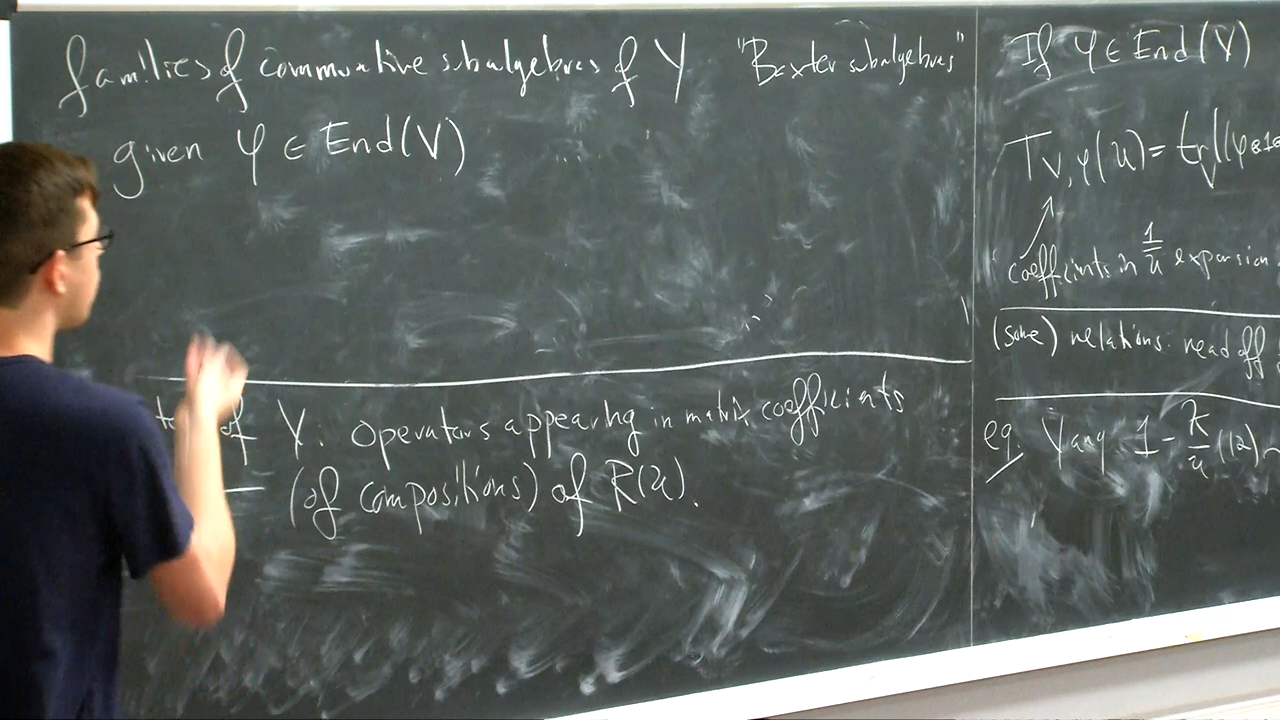 families of commutative subalgebras of Y "Baxter subalgebras"
given φ ∈ End(V)
of Y: operators appearing in matrix coefficients
(of compositions) of R(u).
If φ ∈ End(V)
T_{V,φ}(u) = tr((φ⊗1
coefficients in 1/u expansion
(some) relations: read off
eg. Yang 1 - ħ/u (12)